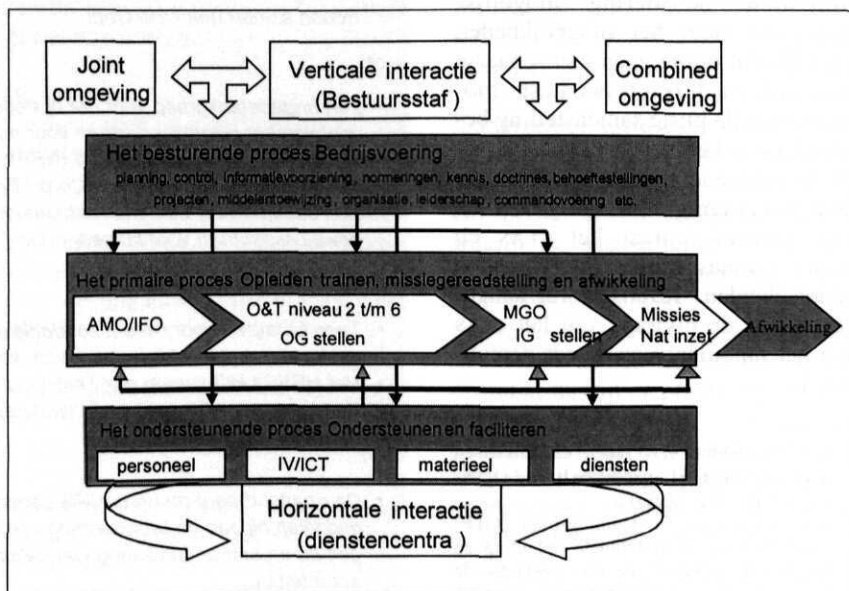 Joint
omgeving
Verticale interactie
(Bestuursstaf)
Combined
omgeving
Het besturende proces Bedrijsvoering
planning, control, Informatievoorziening, normeringen, kennis, doctrines, behoeftestellingen,
projecten, middelentoewijzing, organisatie, leiderschap, commandovoering etc.
Het primaire proces Opleiden trainen, missiegereedstelling en afwikkeling
AMO/IFO
O&T niveau 2 t/m 6
OG stellen
MGO
IG stellen
Missies
Nat inzet
Afwikkeling
Het ondersteunende proces Ondersteunen en faciliteren
personeel
IV/ICT
materieel
diensten
Horizontale interactie
(dienstencentra)